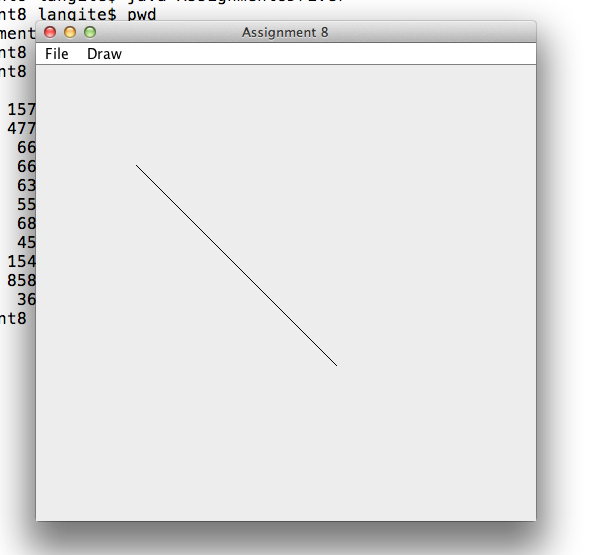 langite$ java
nt8 langite$ pwd
Assignment 8
ment
nt8
File Draw
nt8
157
477
66
66
63
55
68
45
154
858
36
nt8